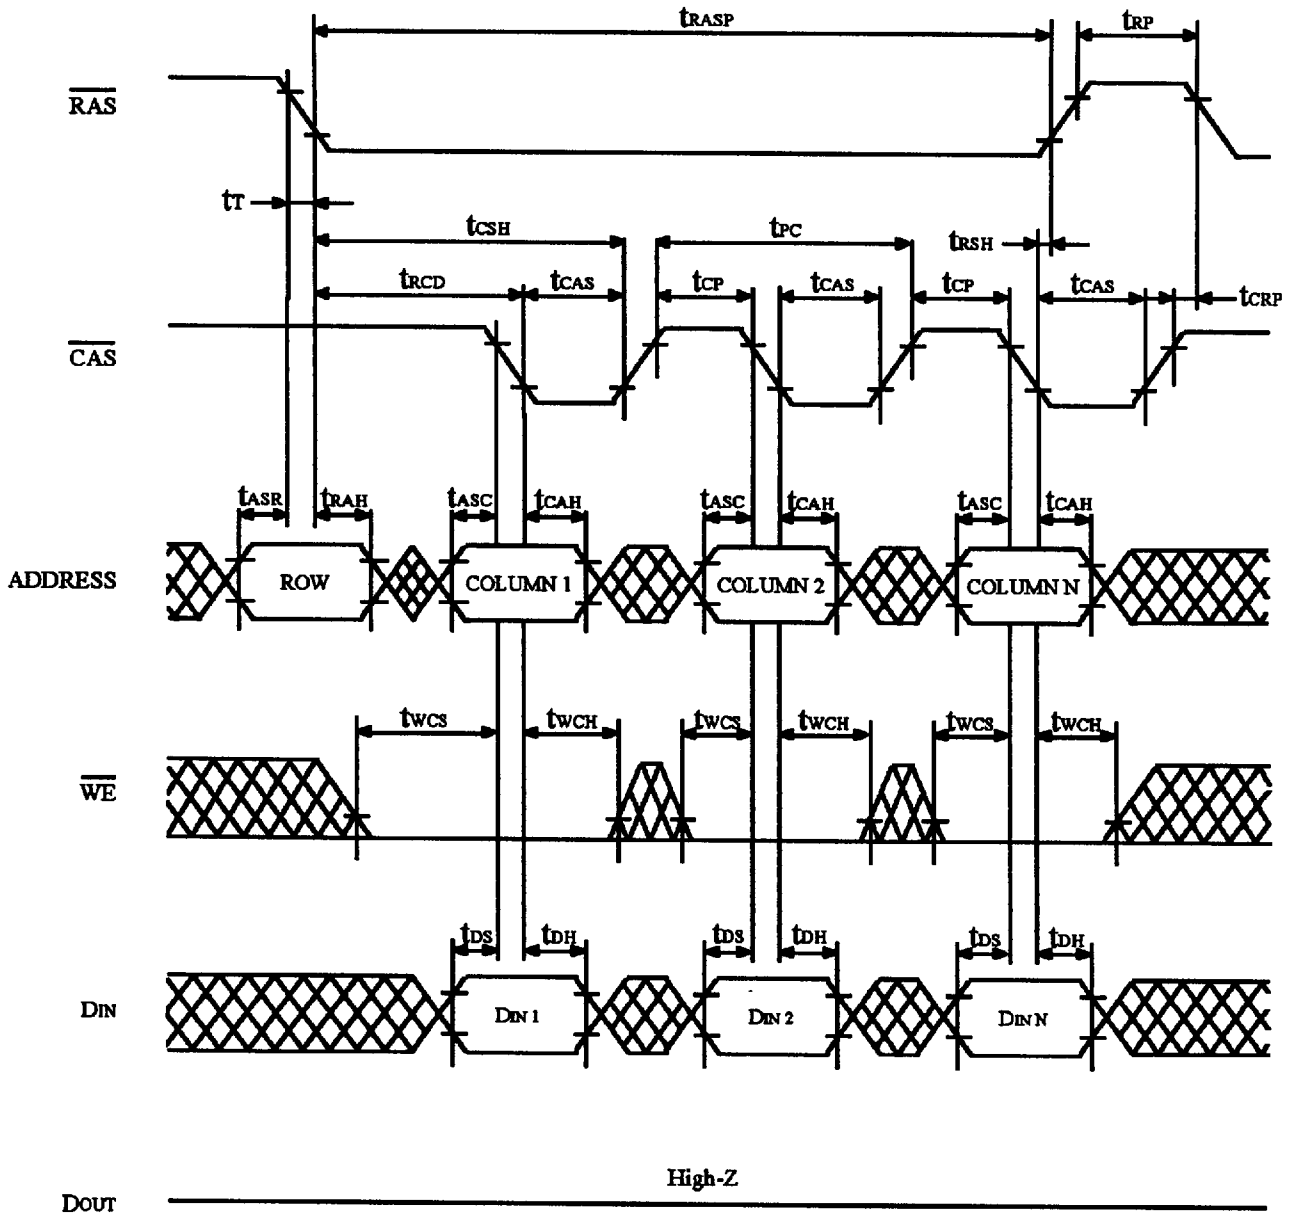 tRASP
tRP
RAS
tT
tCSH
tPC
tRSH
tRCD
tCAS
tCP
tCAS
tCP
tCAS
tCRP
CAS
tASR
tRAH
tASC
tCAH
tASC
tCAH
tASC
tCAH
ADDRESS
ROW
COLUMN 1
COLUMN 2
COLUMN N
tWCS
tWCH
tWCS
tWCH
tWCS
tWCH
WE
tDS
tDH
tDS
tDH
tDS
tDH
DIN
DIN 1
DIN 2
DIN N
High-Z
DOUT